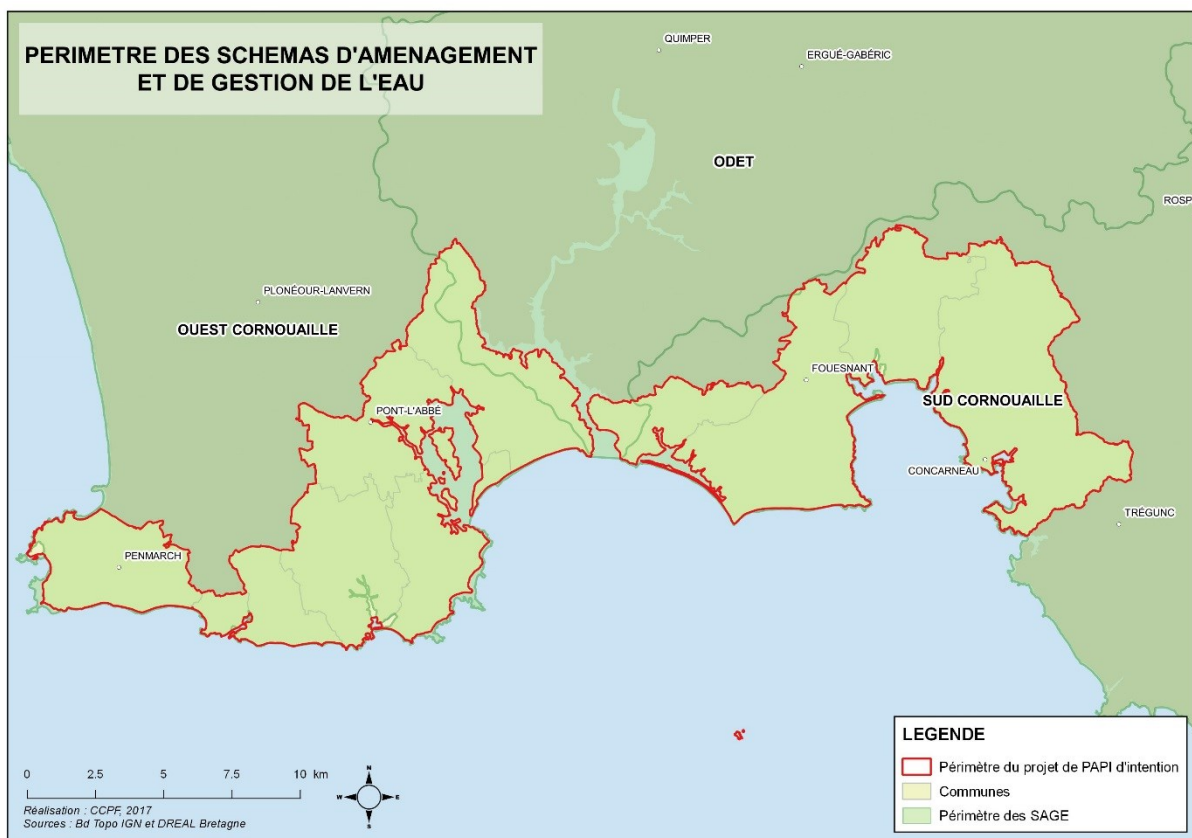 PERIMETRE DES SCHEMAS D'AMENAGEMENT
ET DE GESTION DE L'EAU
QUIMPER
ERGUÉ-GABÉRIC
ODET
ROSP
PLONÉOUR-LANVERN
OUEST CORNOUAILLE
FOUESNANT
SUD CORNOUAILLE
PONT-L'ABBÉ
CONCARNEAU
TRÉGUNC
PENMARCH
LEGENDE
Périmètre du projet de PAPI d'intention
Communes
Périmètre des SAGE
0 2.5 5 7.5 10 km
N
W E
S
Réalisation : CCPF, 2017
Sources : Bd Topo IGN et DREAL Bretagne